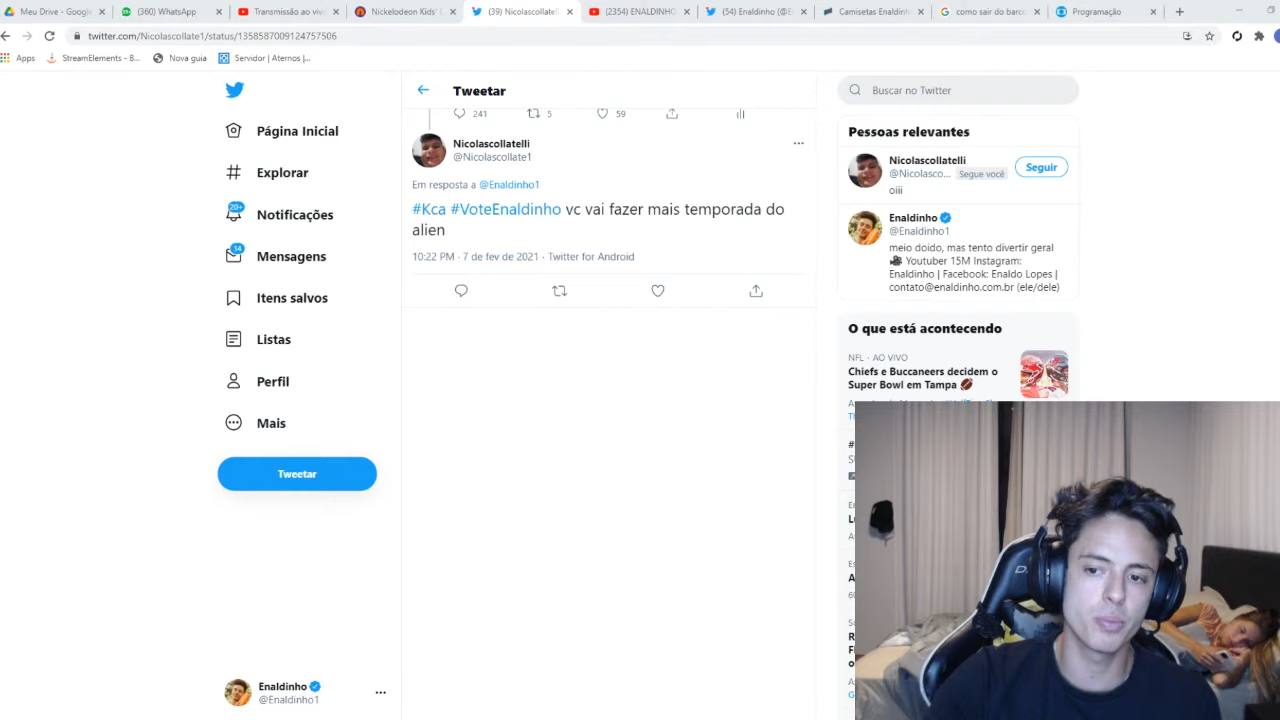 Meu Drive - Google
(360) WhatsApp
Transmissão ao viv
Nickelodeon Kids' (
(39) Nicolascollatell
(2354) ENALDINHO
(54) Enaldinho (@E
Camisetas Enaldinh
como sair do barco
Programação
twitter.com/Nicolascollate1/status/1358587009124757506
Apps
StreamElements - B...
Nova guia
Servidor | Aternos |...
Página Inicial
Explorar
20+
Notificações
14
Mensagens
Itens salvos
Listas
Perfil
Mais
Tweetar
Enaldinho
@Enaldinho1
Tweetar
241
5
59
Nicolascollatelli
@Nicolascollate1
Em resposta a @Enaldinho1
#Kca #VoteEnaldinho vc vai fazer mais temporada do
alien
10:22 PM · 7 de fev de 2021 · Twitter for Android
Buscar no Twitter
Pessoas relevantes
Nicolascollatelli
@Nicolasco... Segue você
Seguir
oiii
Enaldinho
@Enaldinho1
meio doido, mas tento divertir geral
Youtuber 15M Instagram:
Enaldinho | Facebook: Enaldo Lopes |
contato@enaldinho.com.br (ele/dele)
O que está acontecendo
NFL · AO VIVO
Chiefs e Buccaneers decidem o
Super Bowl em Tampa